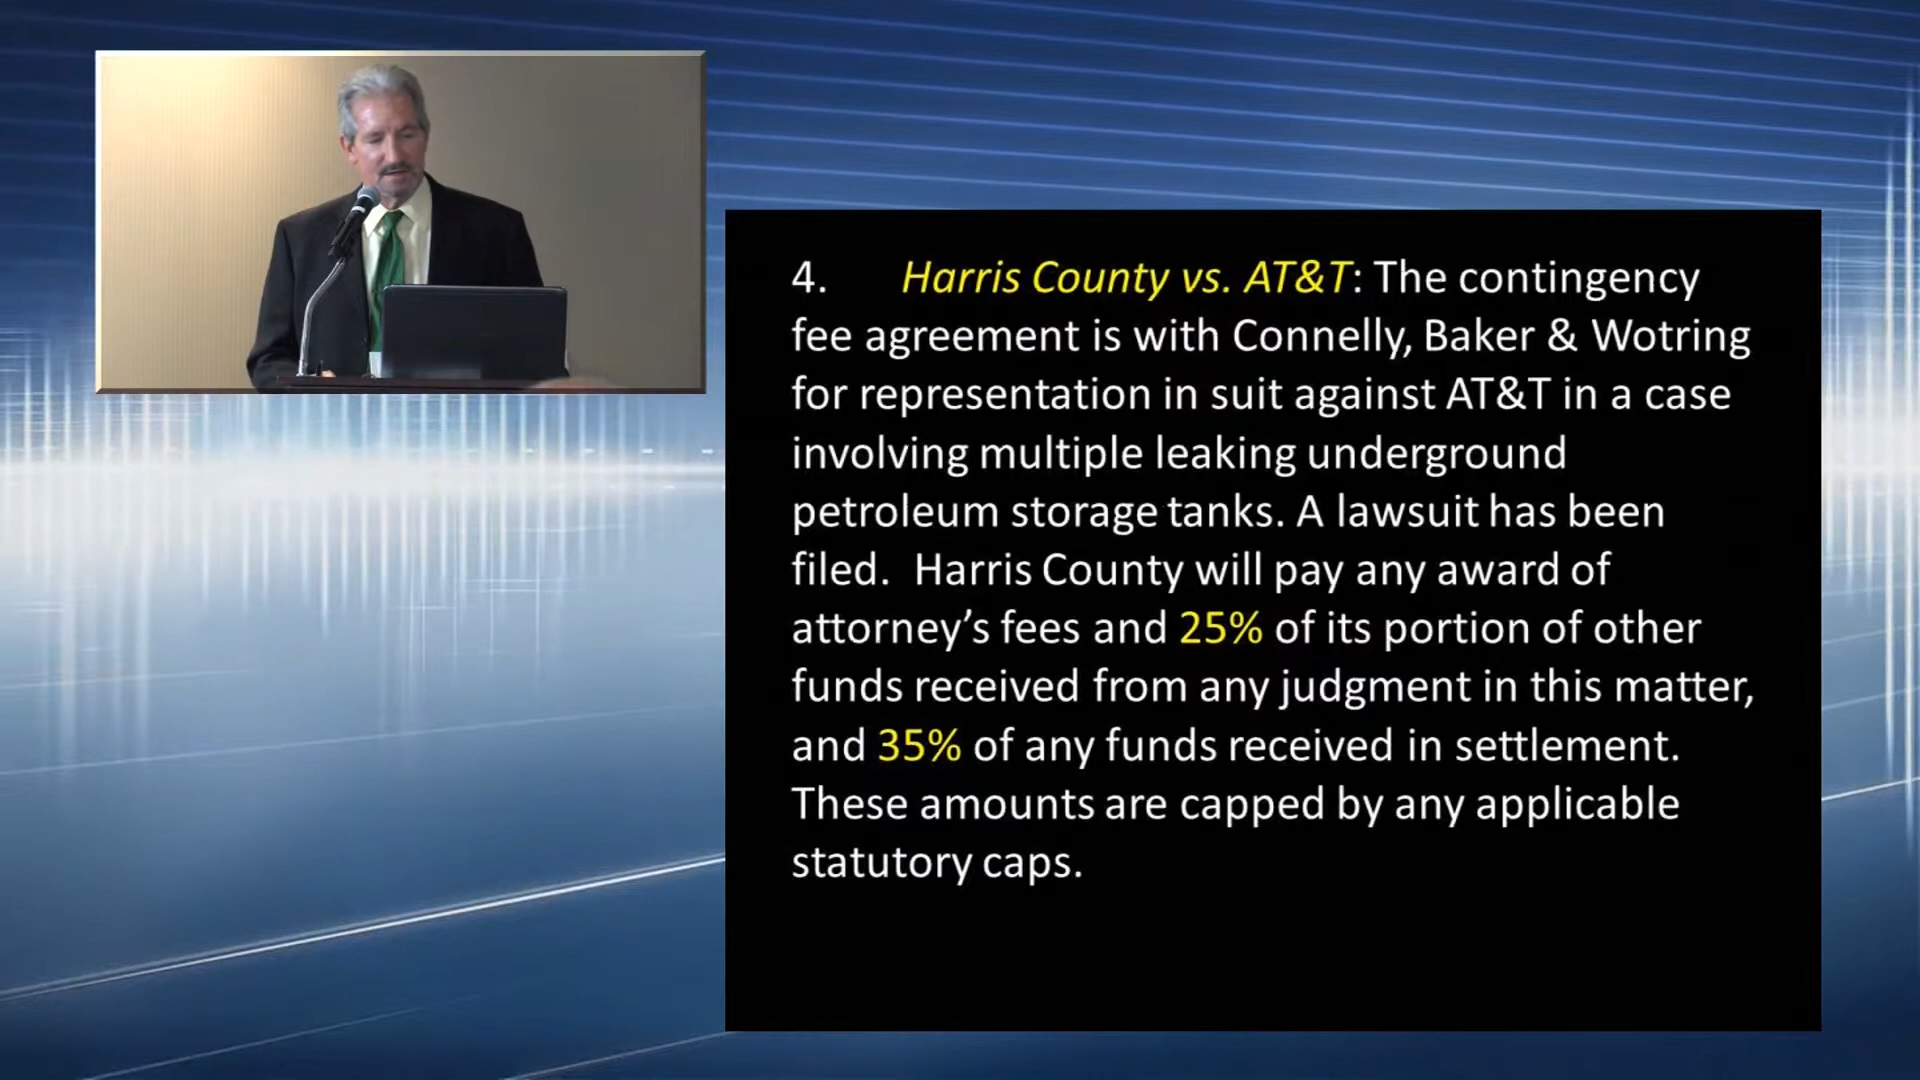 4. Harris County vs. AT&T: The contingency
fee agreement is with Connelly, Baker & Wotring
for representation in suit against AT&T in a case
involving multiple leaking underground
petroleum storage tanks. A lawsuit has been
filed. Harris County will pay any award of
attorney’s fees and 25% of its portion of other
funds received from any judgment in this matter,
and 35% of any funds received in settlement.
These amounts are capped by any applicable
statutory caps.